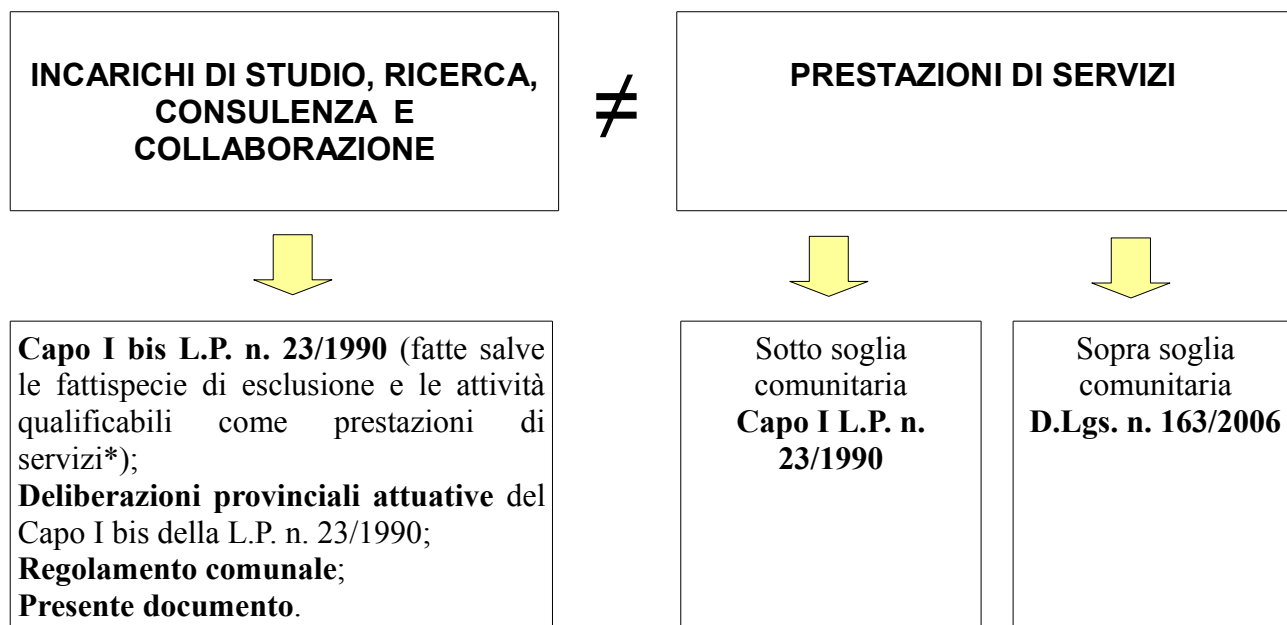 INCARICHI DI STUDIO, RICERCA,
CONSULENZA E
COLLABORAZIONE
≠
PRESTAZIONI DI SERVIZI
Capo I bis L.P. n. 23/1990 (fatte salve
le fattispecie di esclusione e le attività
qualificabili come prestazioni di
servizi*);
Deliberazioni provinciali attuative del
Capo I bis della L.P. n. 23/1990;
Regolamento comunale;
Presente documento.
Sotto soglia
comunitaria
Capo I L.P. n.
23/1990
Sopra soglia
comunitaria
D.Lgs. n. 163/2006